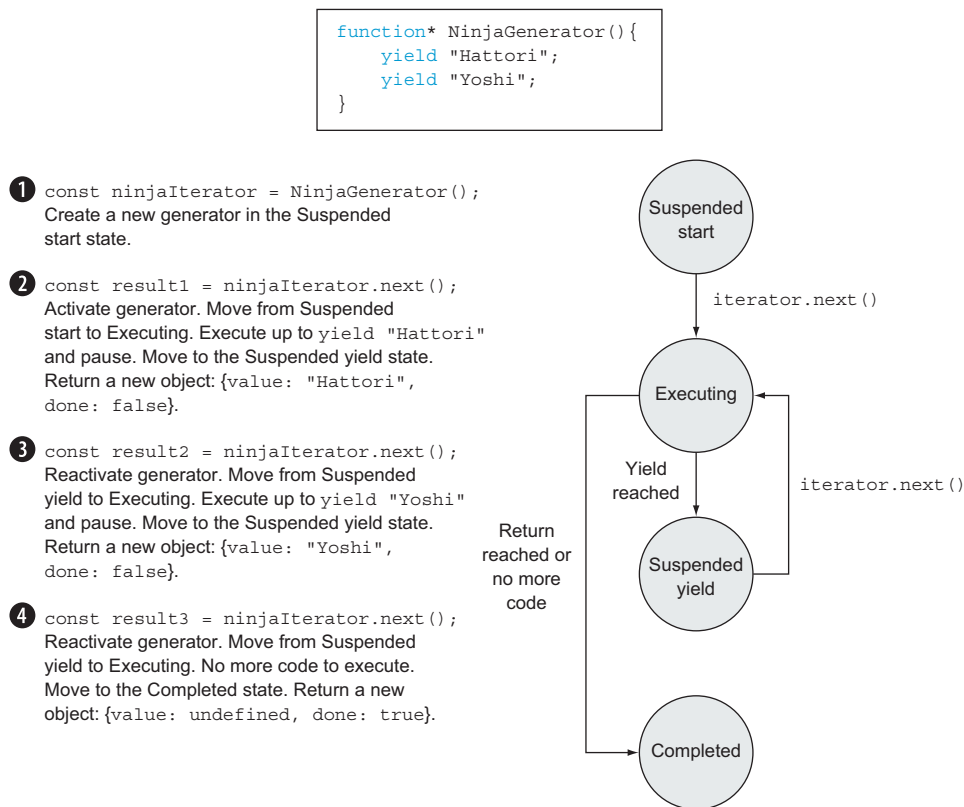 function* NinjaGenerator(){
    yield "Hattori";
    yield "Yoshi";
}
1 const ninjaIterator = NinjaGenerator();
Create a new generator in the Suspended
start state.
2 const result1 = ninjaIterator.next();
Activate generator. Move from Suspended
start to Executing. Execute up to yield "Hattori"
and pause. Move to the Suspended yield state.
Return a new object: {value: "Hattori",
done: false}.
3 const result2 = ninjaIterator.next();
Reactivate generator. Move from Suspended
yield to Executing. Execute up to yield "Yoshi"
and pause. Move to the Suspended yield state.
Return a new object: {value: "Yoshi",
done: false}.
4 const result3 = ninjaIterator.next();
Reactivate generator. Move from Suspended
yield to Executing. No more code to execute.
Move to the Completed state. Return a new
object: {value: undefined, done: true}.
Suspended
start
iterator.next()
Executing
Yield
reached
iterator.next()
Return
reached or
no more
code
Suspended
yield
Completed